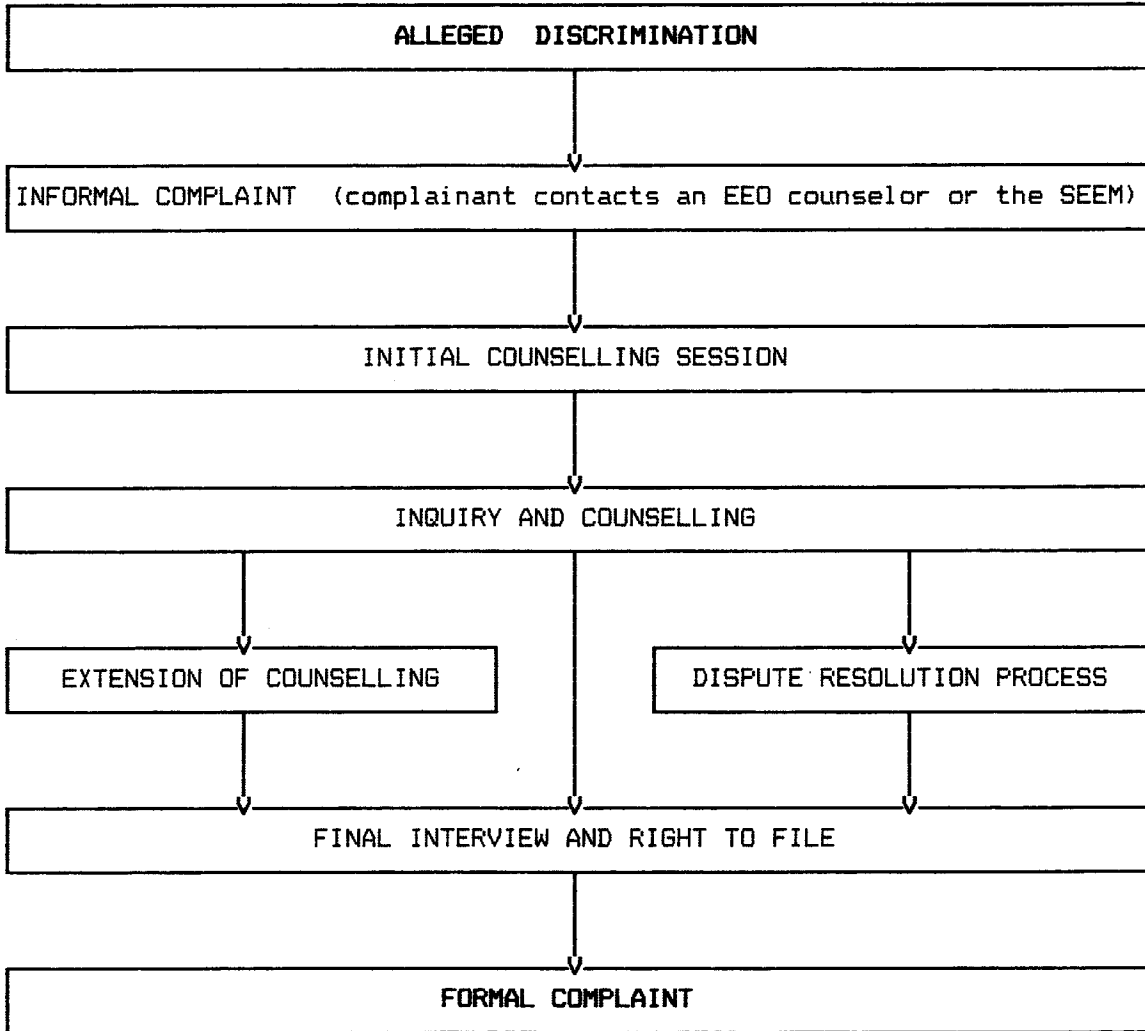 ALLEGED DISCRIMINATION
INFORMAL COMPLAINT (complainant contacts an EEO counselor or the SEEM)
INITIAL COUNSELLING SESSION
INQUIRY AND COUNSELLING
EXTENSION OF COUNSELLING
DISPUTE RESOLUTION PROCESS
FINAL INTERVIEW AND RIGHT TO FILE
FORMAL COMPLAINT